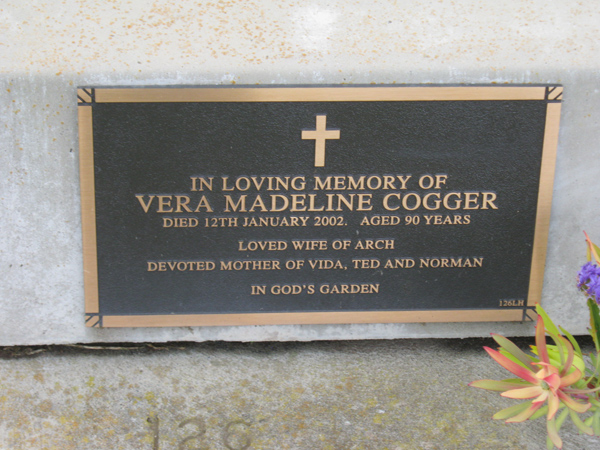 IN LOVING MEMORY OF
VERA MADELINE COGGER
DIED 12TH JANUARY 2002. AGED 90 YEARS
LOVED WIFE OF ARCH
DEVOTED MOTHER OF VIDA, TED AND NORMAN
IN GOD'S GARDEN
126LH
126